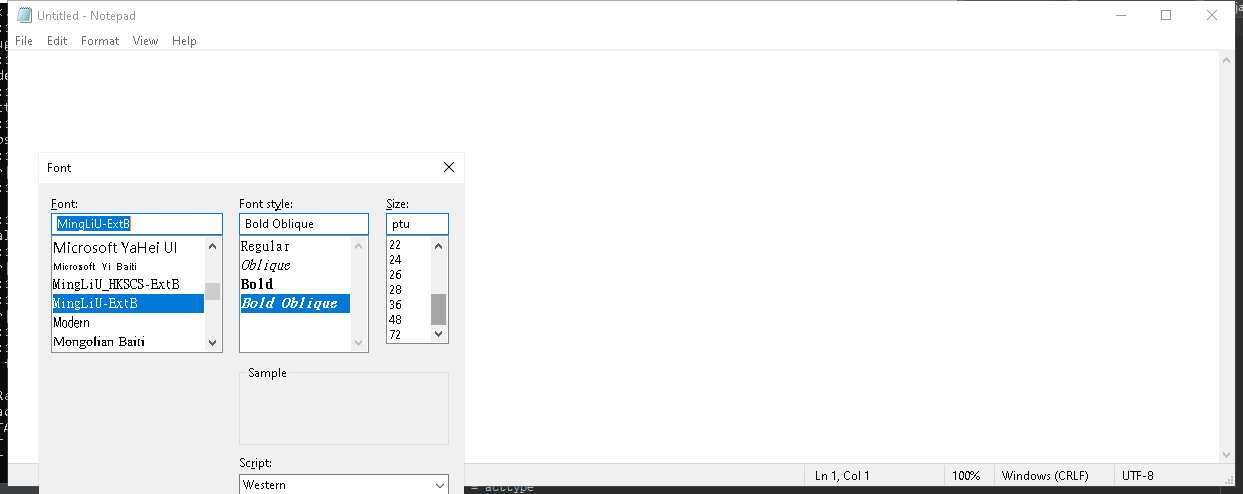 Untitled - Notepad
File Edit Format View Help
Font
Font: Font style: Size:
MingLiU-ExtB Bold Oblique ptu
Microsoft YaHei UI Regular 22
Microsoft Yi Baiti Oblique 24
MingLiU_HKSCS-ExtB Bold 26
MingLiU-ExtB Bold Oblique 28
Modern 36
Mongolian Baiti 48
72
Sample
Script:
Western
Ln 1, Col 1 100% Windows (CRLF) UTF-8
= acctype